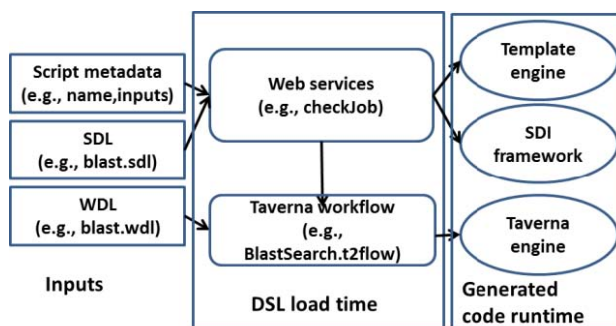 Script metadata
(e.g., name,inputs)
SDL
(e.g., blast.sdl)
WDL
(e.g., blast.wdl)
Inputs
Web services
(e.g., checkJob)
Taverna workflow
(e.g.,
BlastSearch.t2flow)
DSL load time
Template
engine
SDI
framework
Taverna
engine
Generated
code runtime